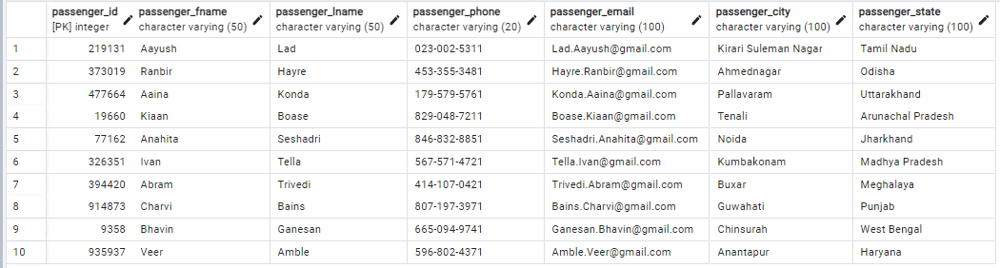 passenger_id passenger_fname passenger_lname passenger_phone passenger_email passenger_city passenger_state
[PK] integer character varying (50) character varying (50) character varying (20) character varying (100) character varying (100) character varying (100)
1 219131 Aayush Lad 023-002-5311 Lad.Aayush@gmail.com Kirari Suleman Nagar Tamil Nadu
2 373019 Ranbir Hayre 453-355-3481 Hayre.Ranbir@gmail.com Ahmednagar Odisha
3 477664 Aaina Konda 179-579-5761 Konda.Aaina@gmail.com Pallavaram Uttarakhand
4 19660 Kiaan Boase 829-048-7211 Boase.Kiaan@gmail.com Tenali Arunachal Pradesh
5 77162 Anahita Seshadri 846-832-8851 Seshadri.Anahita@gmail.com Noida Jharkhand
6 326351 Ivan Tella 567-571-4721 Tella.Ivan@gmail.com Kumbakonam Madhya Pradesh
7 394420 Abram Trivedi 414-107-0421 Trivedi.Abram@gmail.com Buxar Meghalaya
8 914873 Charvi Bains 807-197-3971 Bains.Charvi@gmail.com Guwahati Punjab
9 9358 Bhavin Ganesan 665-094-9741 Ganesan.Bhavin@gmail.com Chinsurah West Bengal
10 935937 Veer Amble 596-802-4371 Amble.Veer@gmail.com Anantapur Haryana